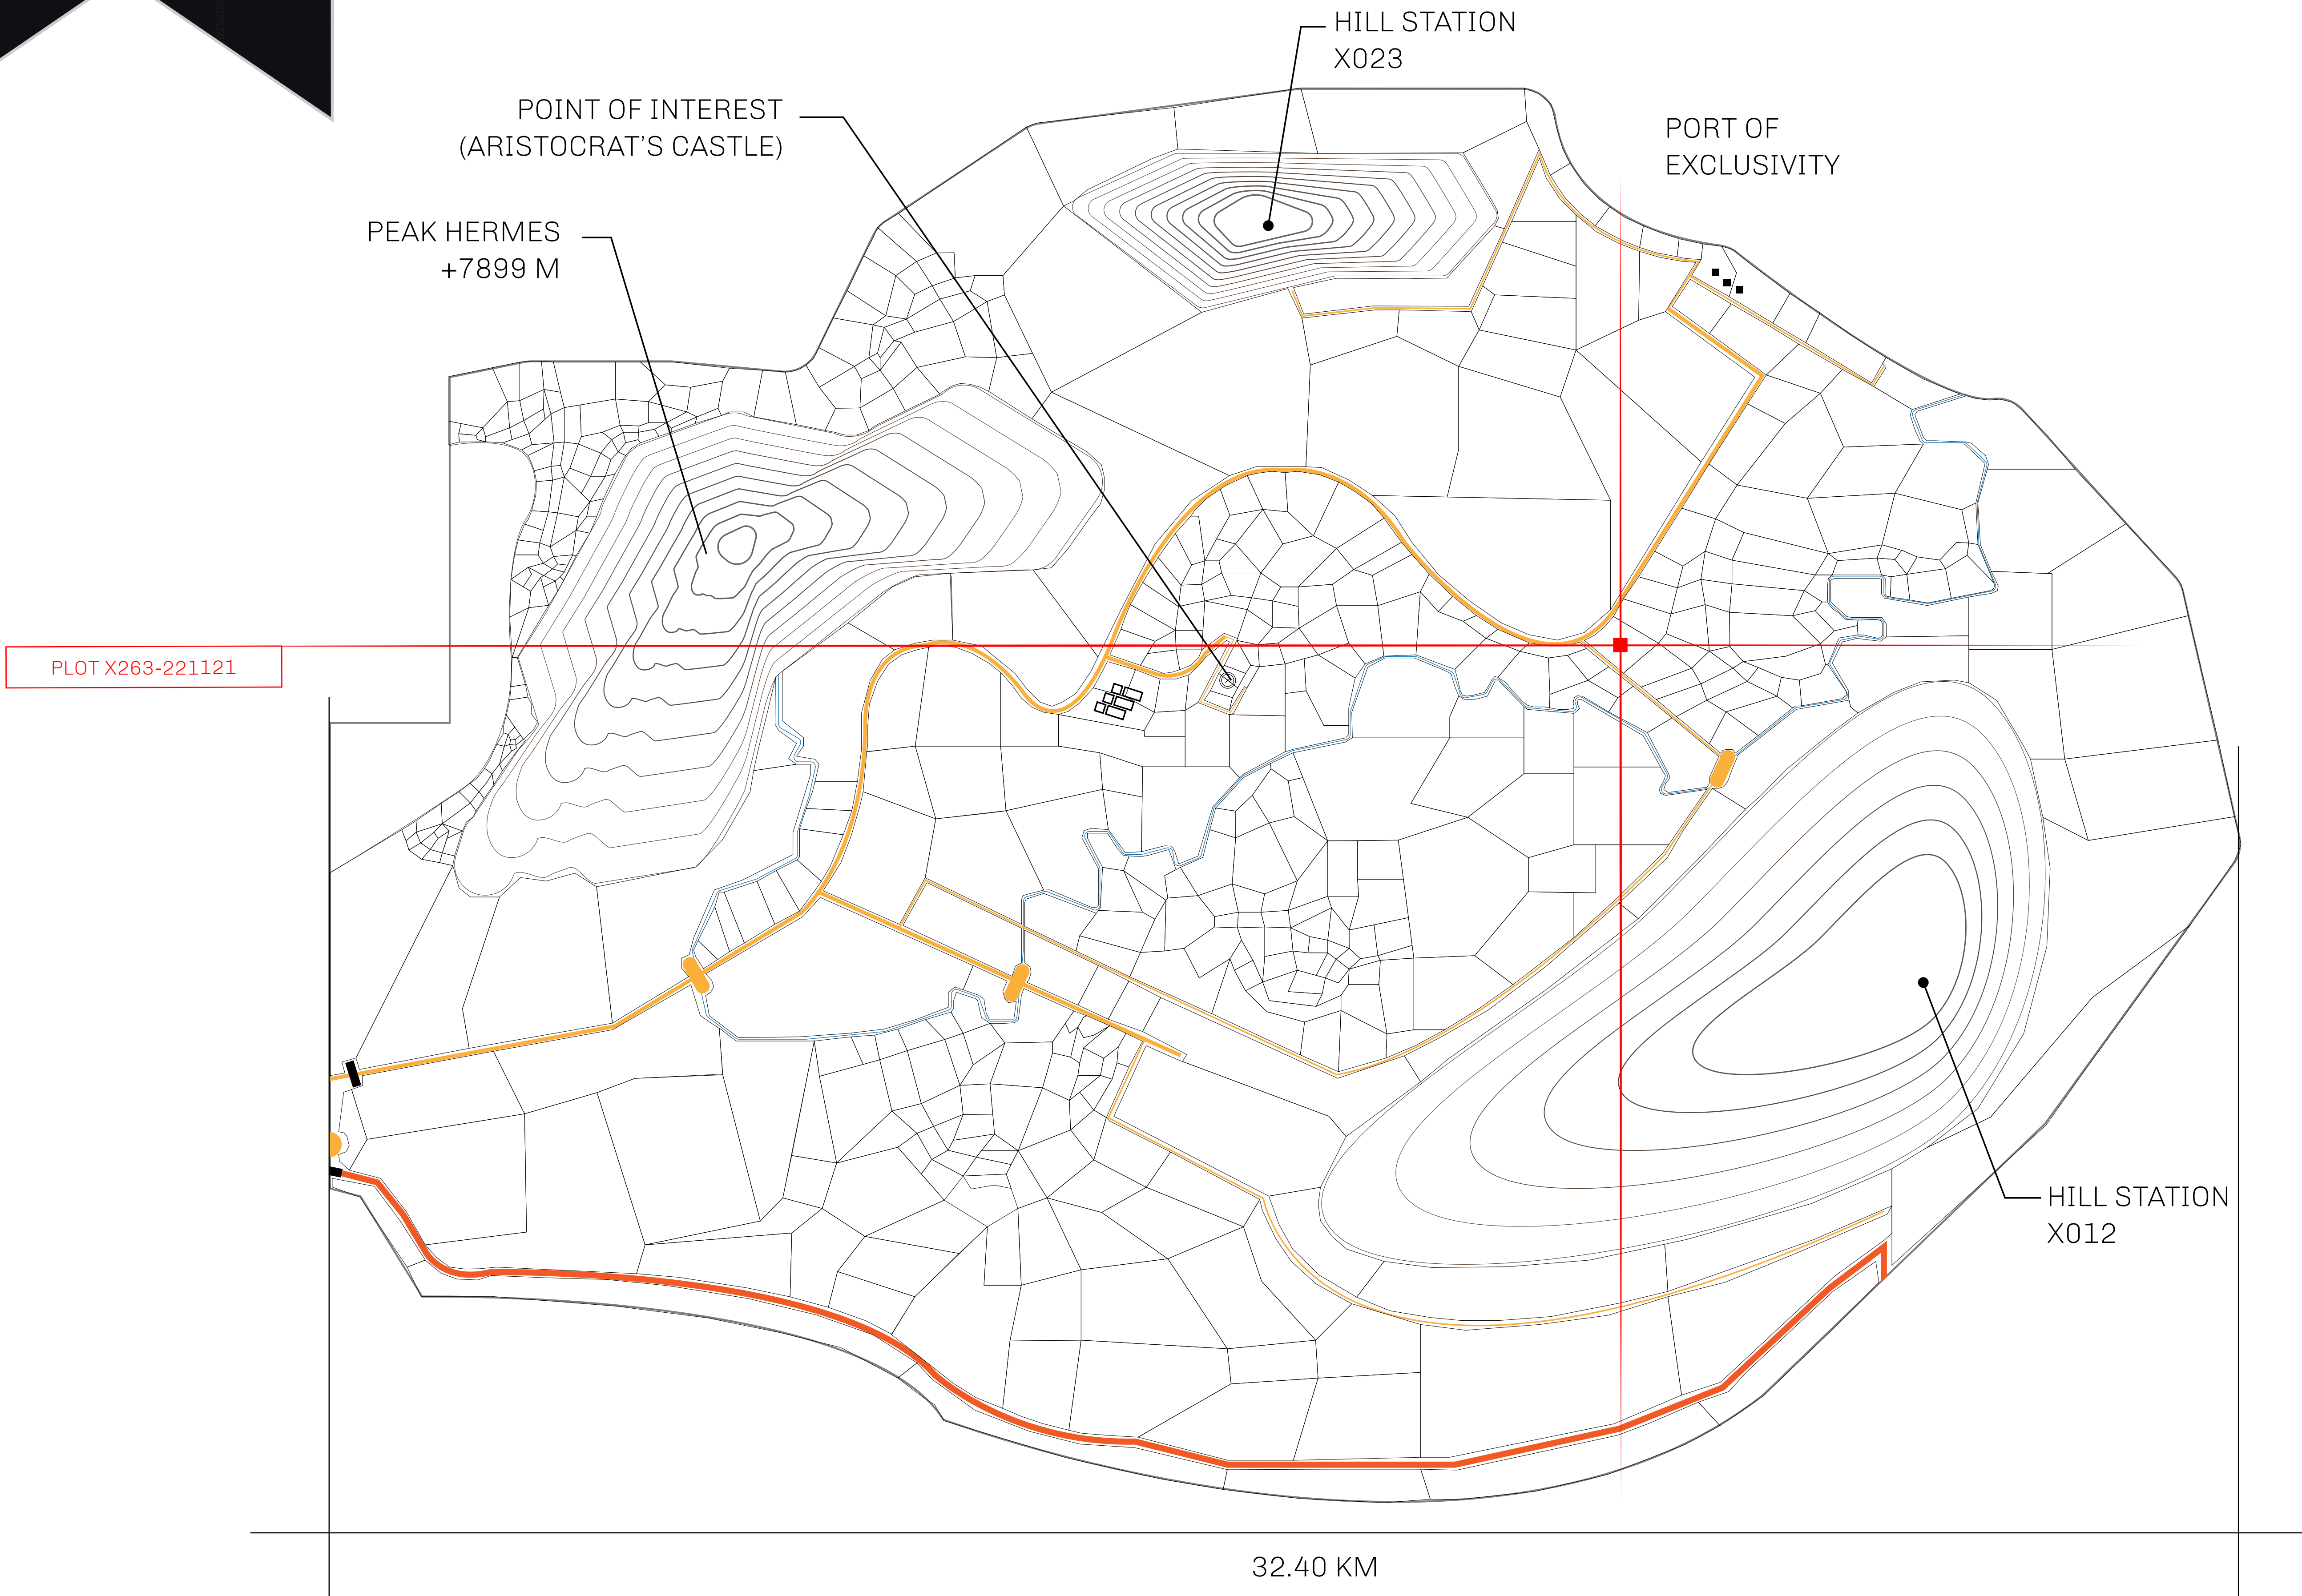 HILL STATION
X023
POINT OF INTEREST
(ARISTOCRAT'S CASTLE)
PORT OF
EXCLUSIVITY
PEAK HERMES
+7899 M
PLOT X263-221121
HILL STATION
X012
32.40 KM